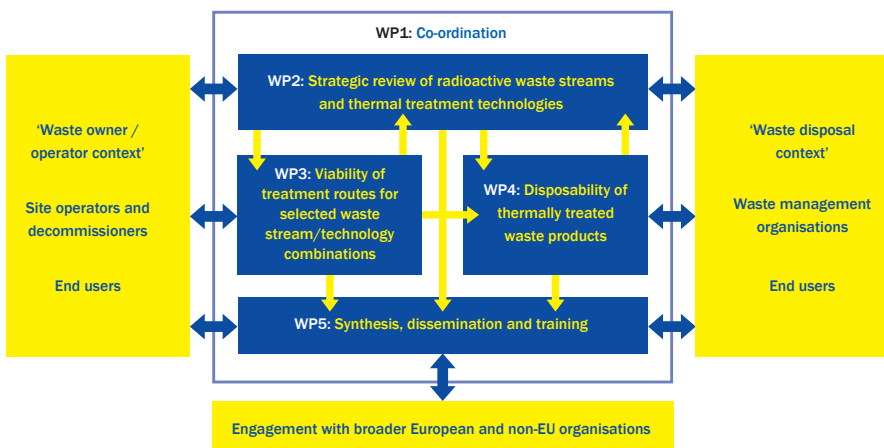 WP1: Co-ordination
WP2: Strategic review of radioactive waste streams
and thermal treatment technologies
‘Waste owner /
operator context’
Site operators and
decommissioners
End users
WP3: Viability of
treatment routes for
selected waste
stream/technology
combinations
WP4: Disposability of
thermally treated
waste products
‘Waste disposal
context’
Waste management
organisations
End users
WP5: Synthesis, dissemination and training
Engagement with broader European and non-EU organisations